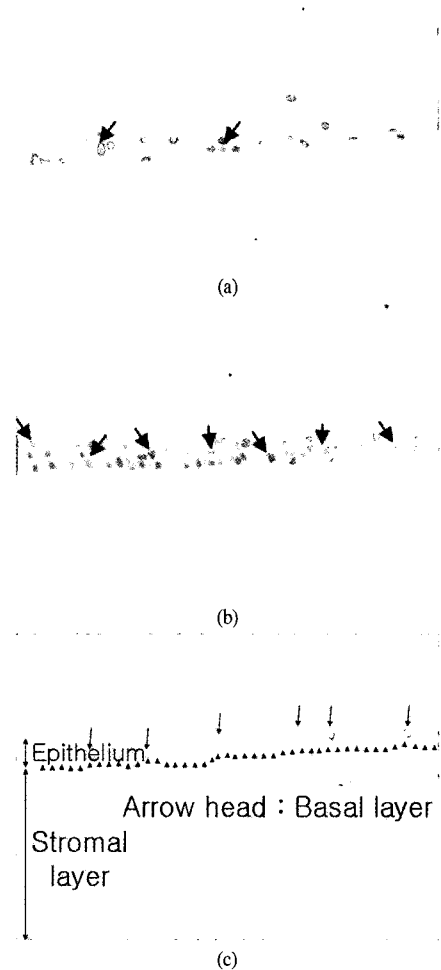 (a)
(b)
Epithelium
Arrow head : Basal layer
Stromal
layer
(c)